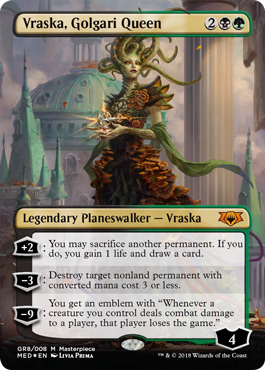 Vraska, Golgari Queen 2
Legendary Planeswalker — Vraska
+2: You may sacrifice another permanent. If you
do, you gain 1 life and draw a card.
-3: Destroy target nonland permanent with
converted mana cost 3 or less.
-9: You get an emblem with “Whenever a
creature you control deals combat damage
to a player, that player loses the game.”
4
GR8/008 M Masterpiece
MED EN LIVIA PRIMA
™ & © 2018 Wizards of the Coast